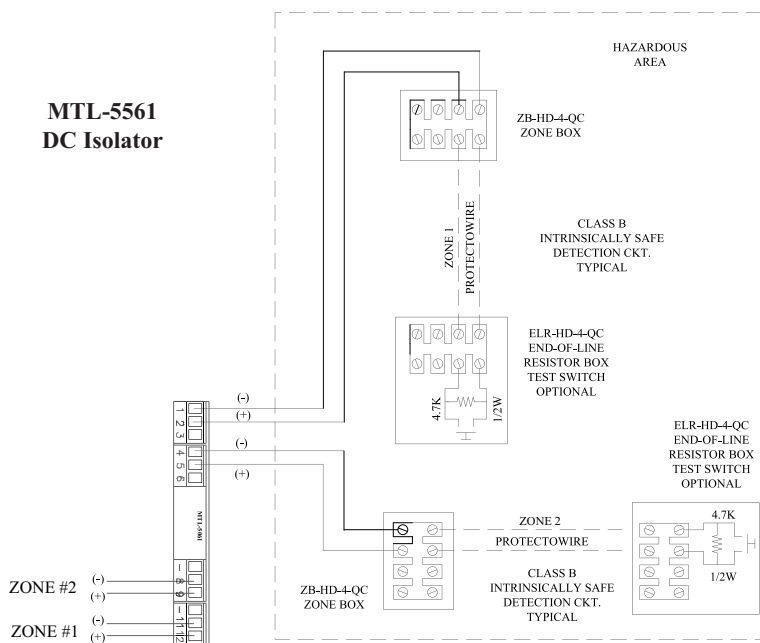 MTL-5561
DC Isolator
HAZARDOUS
AREA
ZB-HD-4-QC
ZONE BOX
ZONE 1
PROTECTOWIRE
CLASS B
INTRINSICALLY SAFE
DETECTION CKT.
TYPICAL
ELR-HD-4-QC
END-OF-LINE
RESISTOR BOX
TEST SWITCH
OPTIONAL
4.7K
1/2W
(-)
(+)
(-)
(+)
1
2
3
4
5
6
MTL-5561
ELR-HD-4-QC
END-OF-LINE
RESISTOR BOX
TEST SWITCH
OPTIONAL
4.7K
1/2W
ZONE 2
PROTECTOWIRE
ZB-HD-4-QC
ZONE BOX
CLASS B
INTRINSICALLY SAFE
DETECTION CKT.
TYPICAL
ZONE #2
(-)
(+)
8
9
ZONE #1
(-)
(+)
11
12